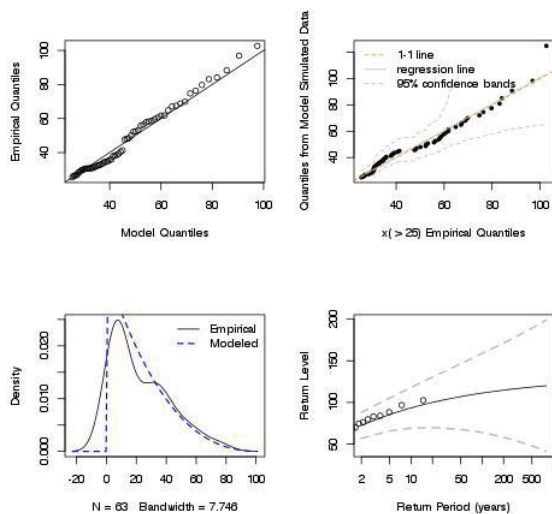 Empirical Quantiles
40 60 80 100
40 60 80 100
Model Quantiles
Quantiles from Model Simulated Data
40 60 80 100 120
1-1 line
regression line
95% confidence bands
40 60 80 100
x( > 25) Empirical Quantiles
Density
0.000 0.010 0.020
Empirical
Modeled
-20 0 20 40 60 80 100
N = 63 Bandwidth = 7.746
Return Level
50 100 150 200
2 5 10 20 50 200 500
Return Period (years)